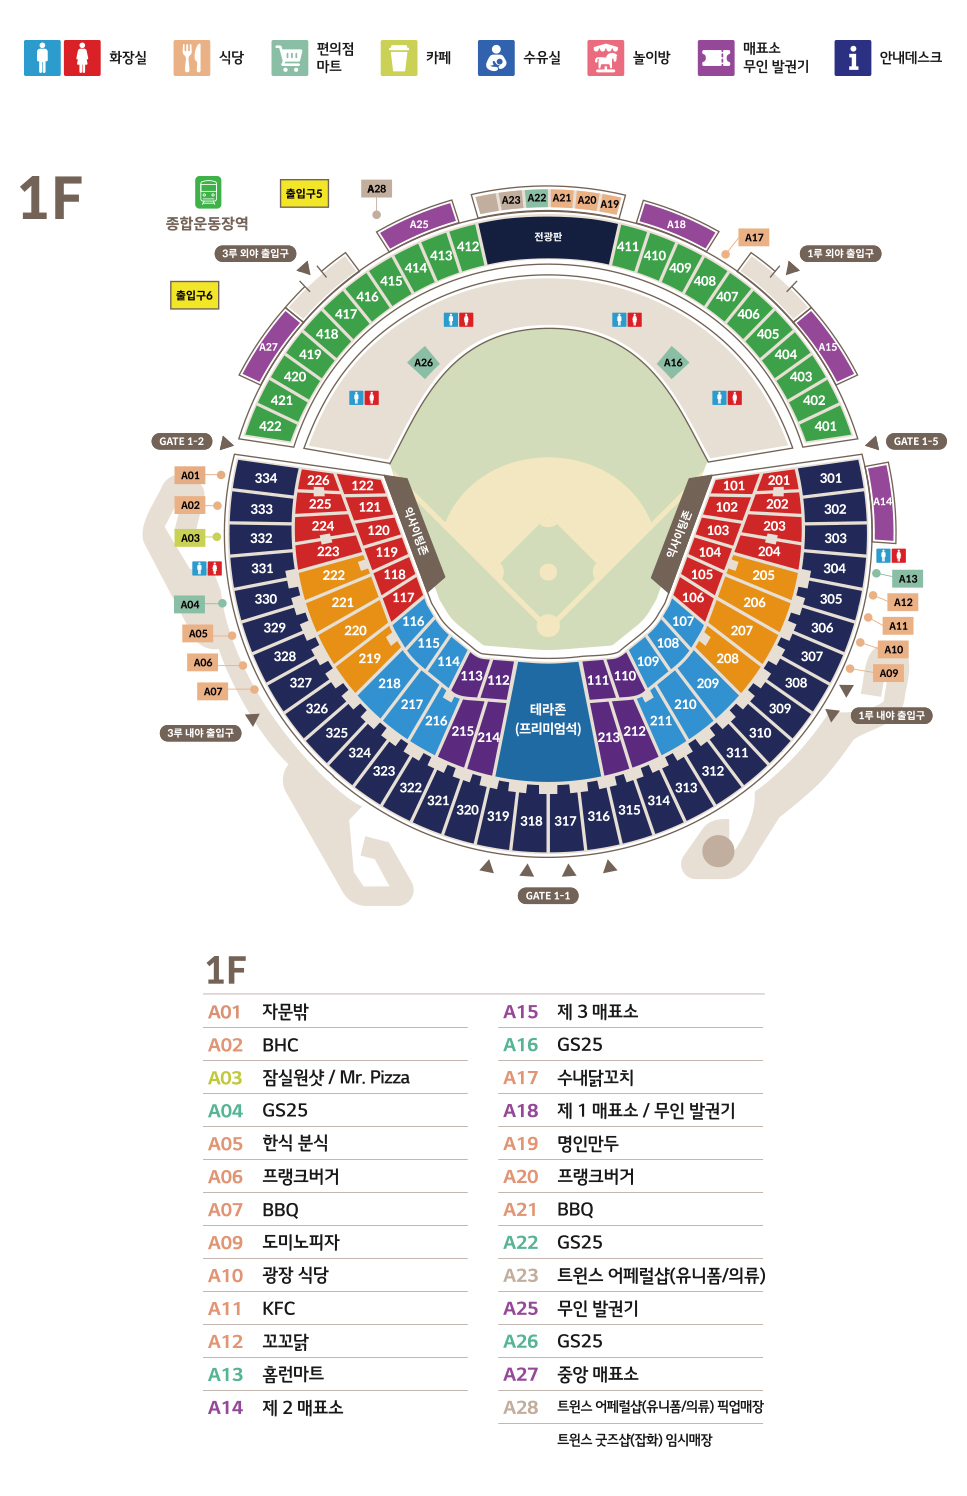 화장실
식당
편의점
마트
카페
수유실
놀이방
매표소
무인 발권기
안내데스크
1F
종합운동장역
출입구5
출입구6
A28
A25
A23
A22
A21
A20
A19
A18
A17
3루 외야 출입구
1루 외야 출입구
전광판
412
411
413
410
414
409
415
408
416
407
417
406
418
405
419
404
420
403
421
402
422
401
A27
A15
A26
A16
GATE 1-2
GATE 1-5
A01
A02
A03
A04
A05
A06
A07
A14
A13
A12
A11
A10
A09
334
333
332
331
330
329
328
327
326
325
324
323
322
321
320
319
318
317
316
315
314
313
312
311
310
309
308
307
306
305
304
303
302
301
226
225
224
223
222
221
220
219
218
217
216
215
214
213
212
211
210
209
208
207
206
205
204
203
202
201
122
121
120
119
118
117
116
115
114
113
112
111
110
109
108
107
106
105
104
103
102
101
익사이팅존
익사이팅존
테라존
(프리미엄석)
3루 내야 출입구
1루 내야 출입구
GATE 1-1
1F
A01 자문밖
A02 BHC
A03 잠실원샷 / Mr. Pizza
A04 GS25
A05 한식 분식
A06 프랭크버거
A07 BBQ
A09 도미노피자
A10 광장 식당
A11 KFC
A12 꼬꼬닭
A13 홈런마트
A14 제 2 매표소
A15 제 3 매표소
A16 GS25
A17 수내닭꼬치
A18 제 1 매표소 / 무인 발권기
A19 명인만두
A20 프랭크버거
A21 BBQ
A22 GS25
A23 트윈스 어페럴샵(유니폼/의류)
A25 무인 발권기
A26 GS25
A27 중앙 매표소
A28 트윈스 어페럴샵(유니폼/의류) 픽업매장
트윈스 굿즈샵(잡화) 임시매장